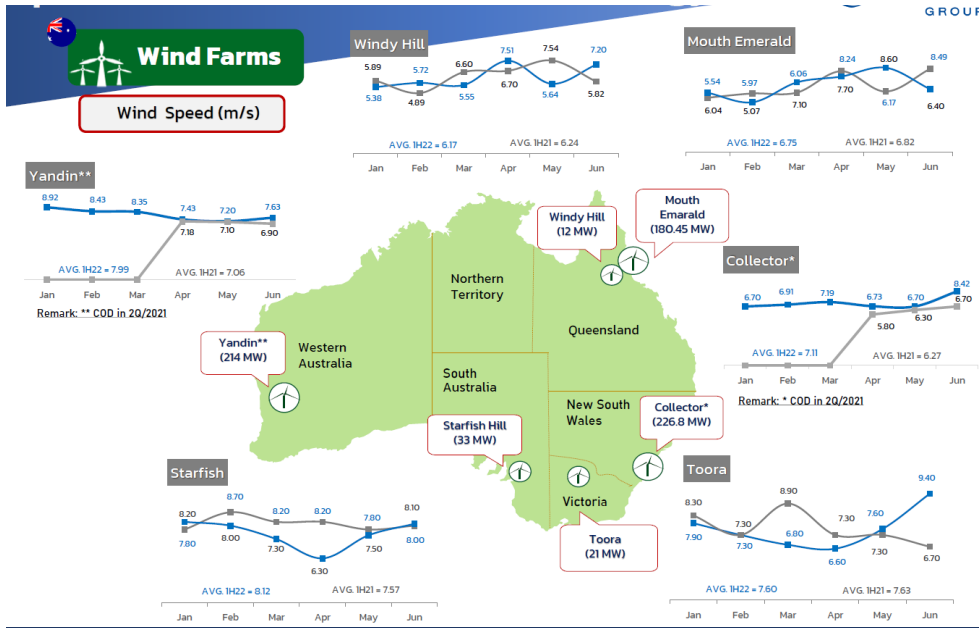 GROUP
Wind Farms
Wind Speed (m/s)
Windy Hill
5.89
5.38
5.72
4.89
6.60
5.55
7.51
6.70
7.54
5.64
7.20
5.82
AVG. 1H22 = 6.17
AVG. 1H21 = 6.24
Jan Feb Mar Apr May Jun
Mouth Emerald
5.54
6.04
5.97
5.07
6.06
7.10
8.24
7.70
8.60
6.17
8.49
6.40
AVG. 1H22 = 6.75
AVG. 1H21 = 6.82
Jan Feb Mar Apr May Jun
Yandin**
8.92
8.43
8.35
7.43
7.18
7.20
7.10
7.63
6.90
AVG. 1H22 = 7.99
AVG. 1H21 = 7.06
Jan Feb Mar Apr May Jun
Remark: ** COD in 2Q/2021
Windy Hill
(12 MW)
Mouth
Emarald
(180.45 MW)
Northern
Territory
Queensland
Western
Australia
South
Australia
New South
Wales
Victoria
Yandin**
(214 MW)
Starfish Hill
(33 MW)
Collector*
(226.8 MW)
Toora
(21 MW)
Collector*
6.70
6.91
7.19
6.73
5.80
6.70
6.30
8.42
6.70
AVG. 1H22 = 7.11
AVG. 1H21 = 6.27
Jan Feb Mar Apr May Jun
Remark: * COD in 2Q/2021
Starfish
8.20
7.80
8.70
8.00
8.20
7.30
8.20
6.30
7.80
7.50
8.10
8.00
AVG. 1H22 = 8.12
AVG. 1H21 = 7.57
Jan Feb Mar Apr May Jun
Toora
8.30
7.90
7.30
7.30
8.90
6.80
7.30
6.60
7.60
7.30
9.40
6.70
AVG. 1H22 = 7.60
AVG. 1H21 = 7.63
Jan Feb Mar Apr May Jun